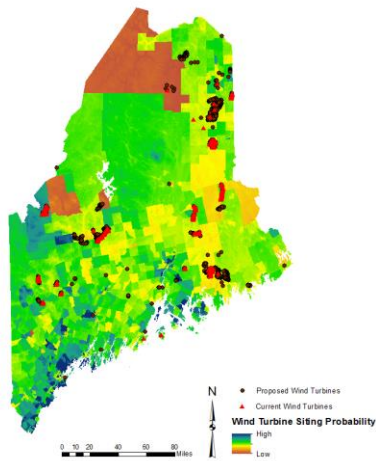 N
Proposed Wind Turbines
Current Wind Turbines
Wind Turbine Siting Probability
High
Low
0 10 20 40 60 80
Miles